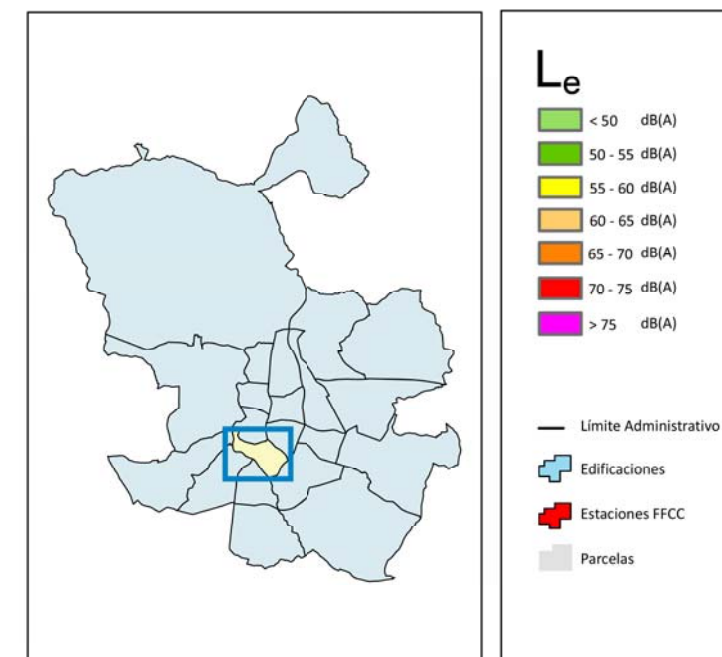 Le
< 50 dB(A)
50 - 55 dB(A)
55 - 60 dB(A)
60 - 65 dB(A)
65 - 70 dB(A)
70 - 75 dB(A)
> 75 dB(A)
Límite Administrativo
Edificaciones
Estaciones FFCC
Parcelas